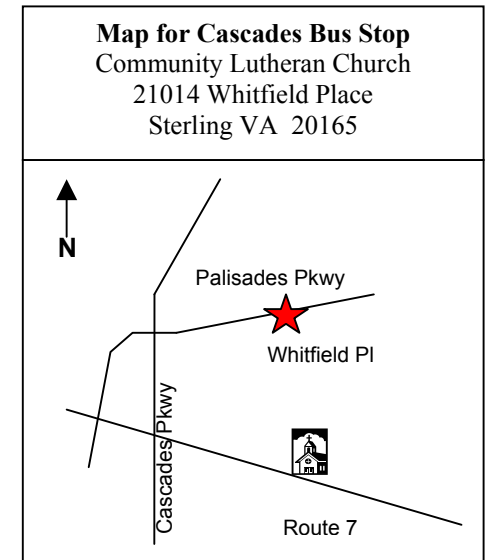 Map for Cascades Bus Stop
Community Lutheran Church
21014 Whitfield Place
Sterling VA  20165
N
Palisades Pkwy
Whitfield Pl
Cascades Pkwy
Route 7